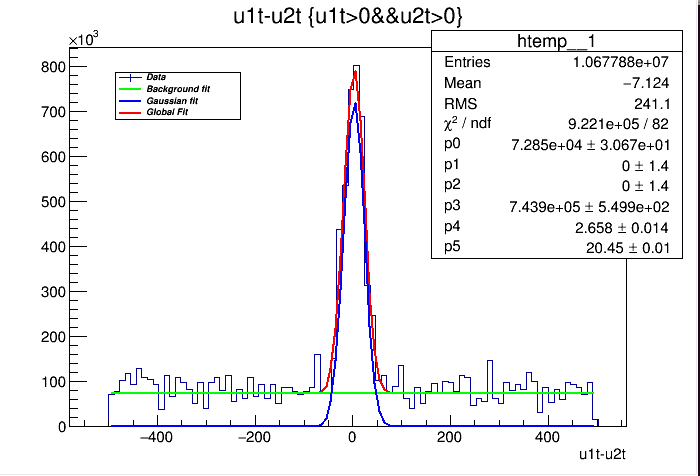 u1t-u2t {u1t>0&&u2t>0}
×10³
htemp__1
Entries 1.067788e+07
Mean −7.124
RMS 241.1
χ² / ndf 9.221e+05 / 82
p0 7.285e+04 ± 3.067e+01
p1 0 ± 1.4
p2 0 ± 1.4
p3 7.439e+05 ± 5.499e+02
p4 2.658 ± 0.014
p5 20.45 ± 0.01
Data
Background fit
Gaussian fit
Global Fit
800
700
600
500
400
300
200
100
0
−400 −200 0 200 400
u1t-u2t